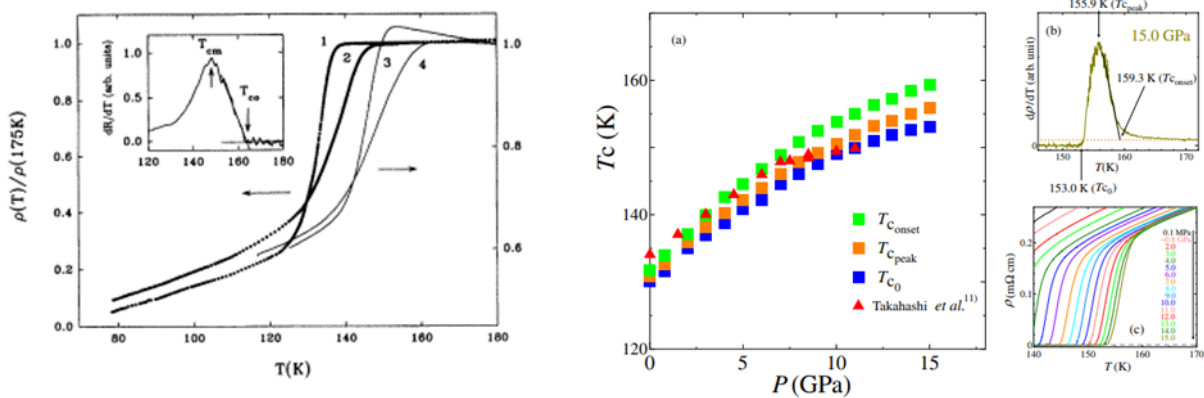 1.0
0.8
0.6
0.4
0.2
0.0
ρ(T)/ρ(175K)
80
100
120
140
160
180
T(K)
1.0
0.8
0.6
1
2
3
4
dR/dT (arb. units)
1.0
0.5
0.0
120
140
160
180
Tcm
Tco
(a)
Tc (K)
160
150
140
130
120
0
5
10
15
P (GPa)
Tconset
Tcpeak
Tc0
Takahashi et al.11)
155.9 K (Tcpeak)
(b)
15.0 GPa
159.3 K (Tconset)
dρ/dT (arb. unit)
150
160
170
T(K)
153.0 K (Tc0)
ρ (mΩ cm)
0.2
0.1
0
0.1 MPa
2.0
3.0
4.0
5.0
6.0
7.0
8.0
9.0
10.0
11.0
12.0
13.0
14.0
15.0
(c)
140
150
160
170
T (K)